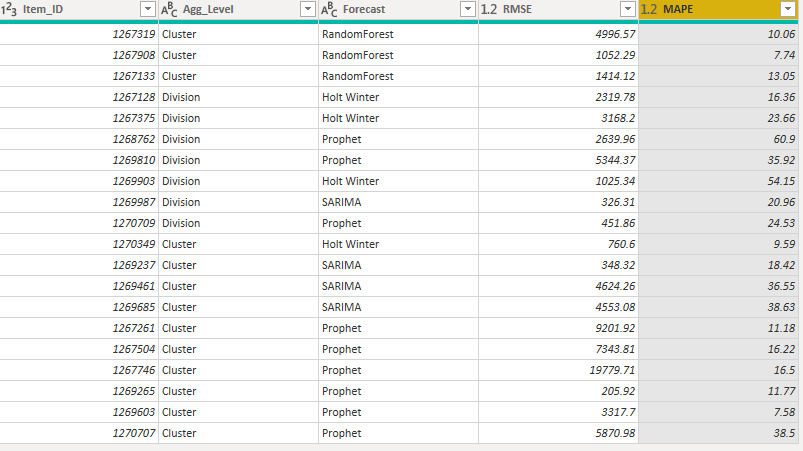 1²3 Item_ID ABC Agg_Level ABC Forecast 1.2 RMSE 1.2 MAPE
1267319 Cluster RandomForest 4996.57 10.06
1267908 Cluster RandomForest 1052.29 7.74
1267133 Cluster RandomForest 1414.12 13.05
1267128 Division Holt Winter 2319.78 16.36
1267375 Division Holt Winter 3168.2 23.66
1268762 Division Prophet 2639.96 60.9
1269810 Division Prophet 5344.37 35.92
1269903 Division Holt Winter 1025.34 54.15
1269987 Division SARIMA 326.31 20.96
1270709 Division Prophet 451.86 24.53
1270349 Cluster Holt Winter 760.6 9.59
1269237 Cluster SARIMA 348.32 18.42
1269461 Cluster SARIMA 4624.26 36.55
1269685 Cluster SARIMA 4553.08 38.63
1267261 Cluster Prophet 9201.92 11.18
1267504 Cluster Prophet 7343.81 16.22
1267746 Cluster Prophet 19779.71 16.5
1269265 Cluster Prophet 205.92 11.77
1269603 Cluster Prophet 3317.7 7.58
1270707 Cluster Prophet 5870.98 38.5